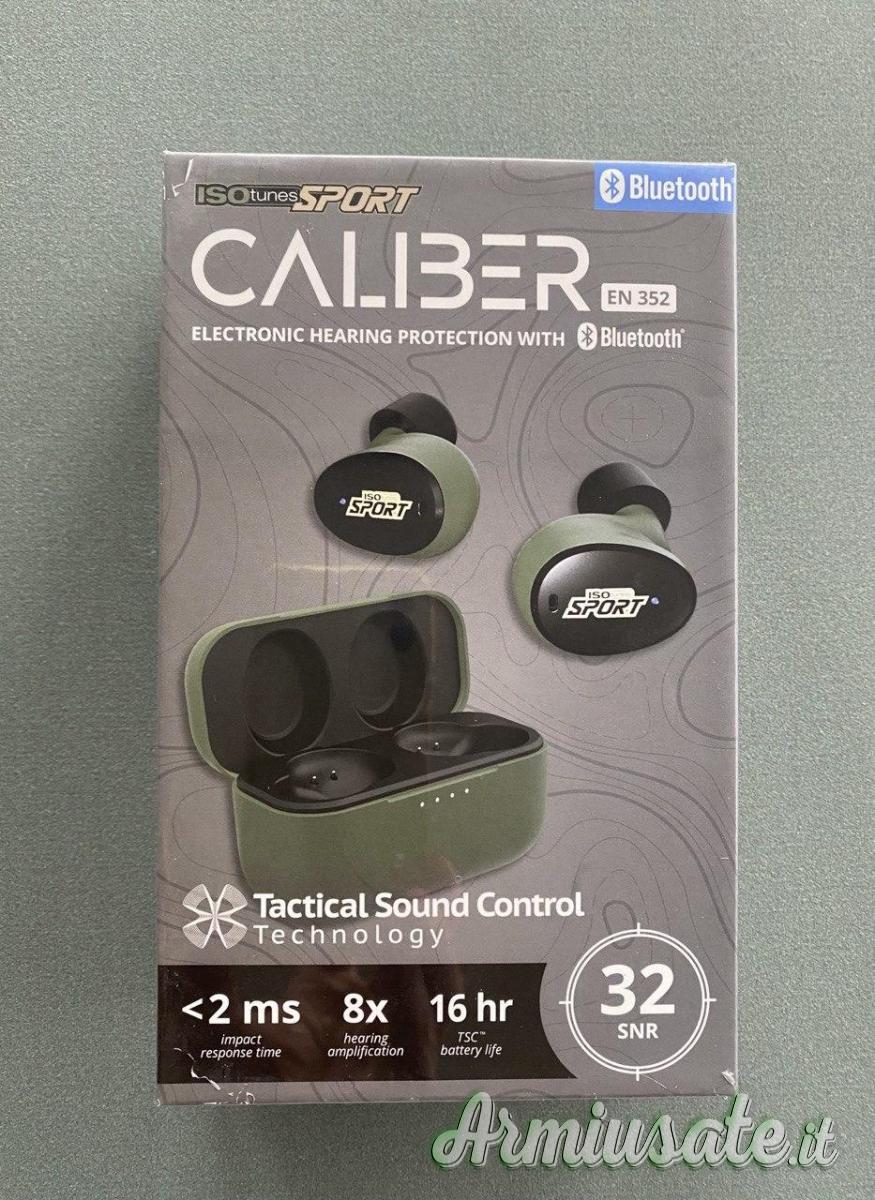 ISOtunes SPORT
Bluetooth®
CALIBER
EN 352
ELECTRONIC HEARING PROTECTION WITH Bluetooth®
ISO
SPORT
ISO
SPORT
Tactical Sound Control
Technology
<2 ms
impact
response time
8x
hearing
amplification
16 hr
TSC™
battery life
32
SNR
Armiusate.it